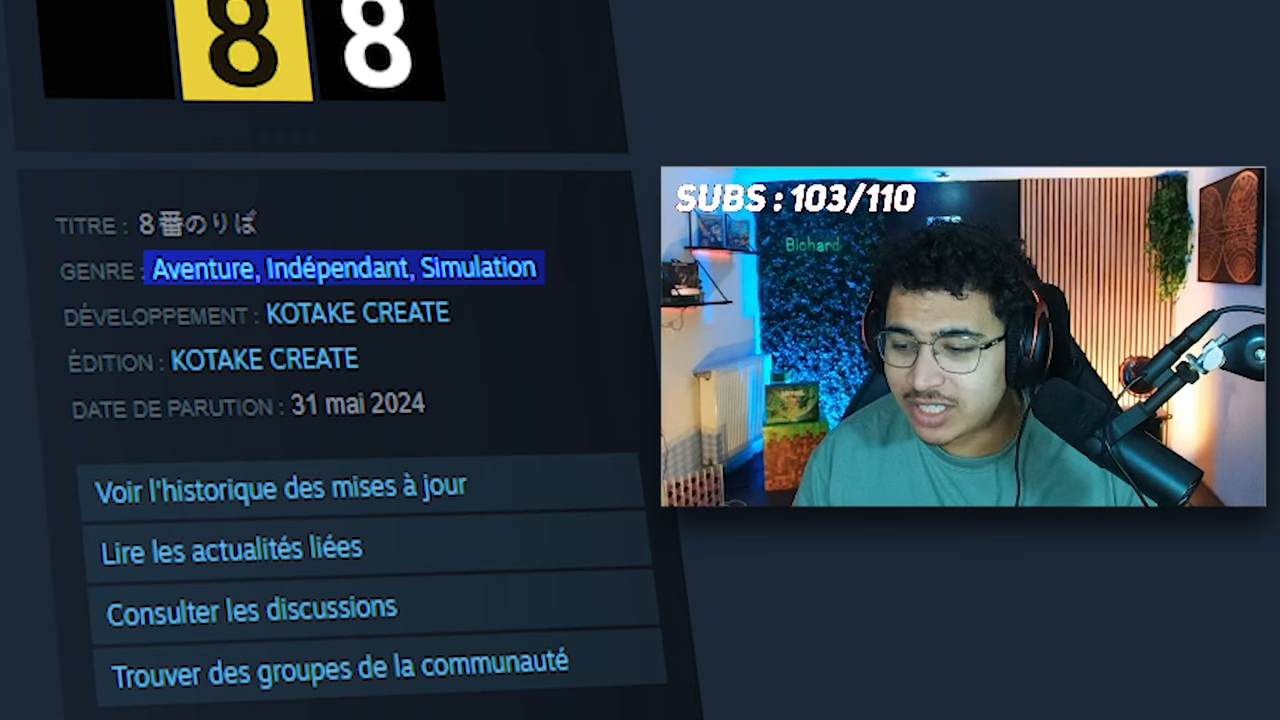 8 8
TITRE : 8番のりば
GENRE : Aventure, Indépendant, Simulation
DÉVELOPPEMENT : KOTAKE CREATE
ÉDITION : KOTAKE CREATE
DATE DE PARUTION : 31 mai 2024
Voir l'historique des mises à jour
Lire les actualités liées
Consulter les discussions
Trouver des groupes de la communauté
SUBS : 103/110
Blohard